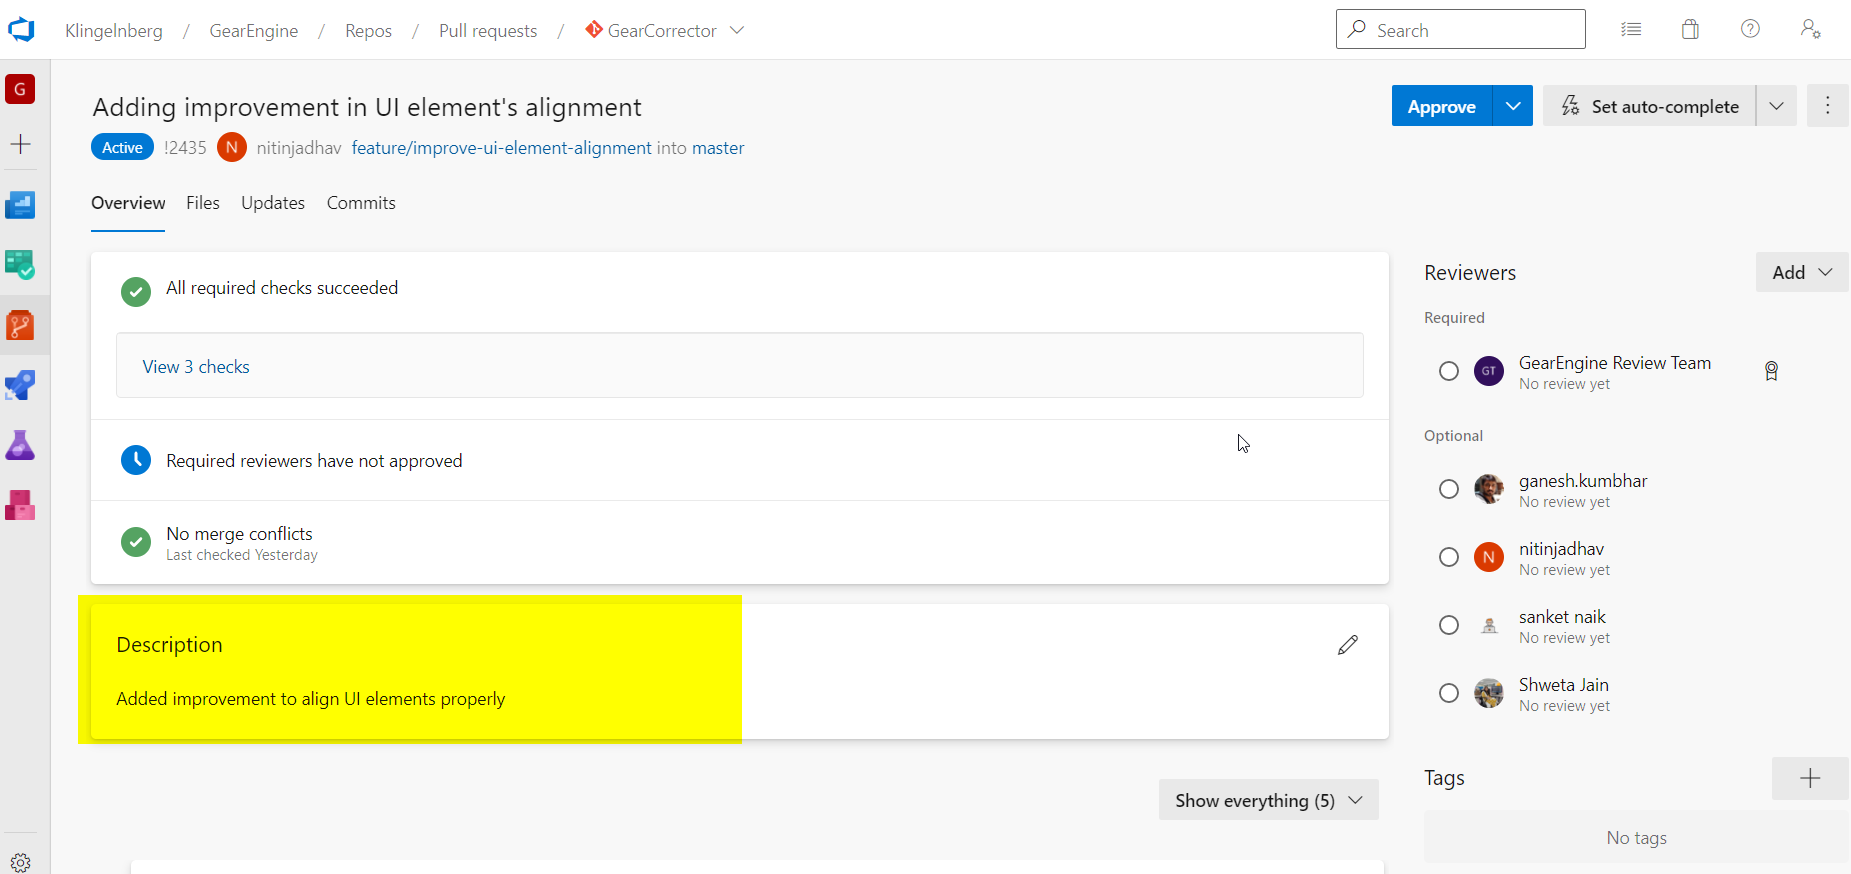 Klingelnberg / GearEngine / Repos / Pull requests / GearCorrector
Search
G
Adding improvement in UI element's alignment
Approve
Set auto-complete
Active !2435 N nitinjadhav feature/improve-ui-element-alignment into master
Overview Files Updates Commits
All required checks succeeded
View 3 checks
Required reviewers have not approved
No merge conflicts
Last checked Yesterday
Description
Added improvement to align UI elements properly
Show everything (5)
Reviewers
Add
Required
GT
GearEngine Review Team
No review yet
Optional
ganesh.kumbhar
No review yet
N
nitinjadhav
No review yet
sanket naik
No review yet
Shweta Jain
No review yet
Tags
No tags